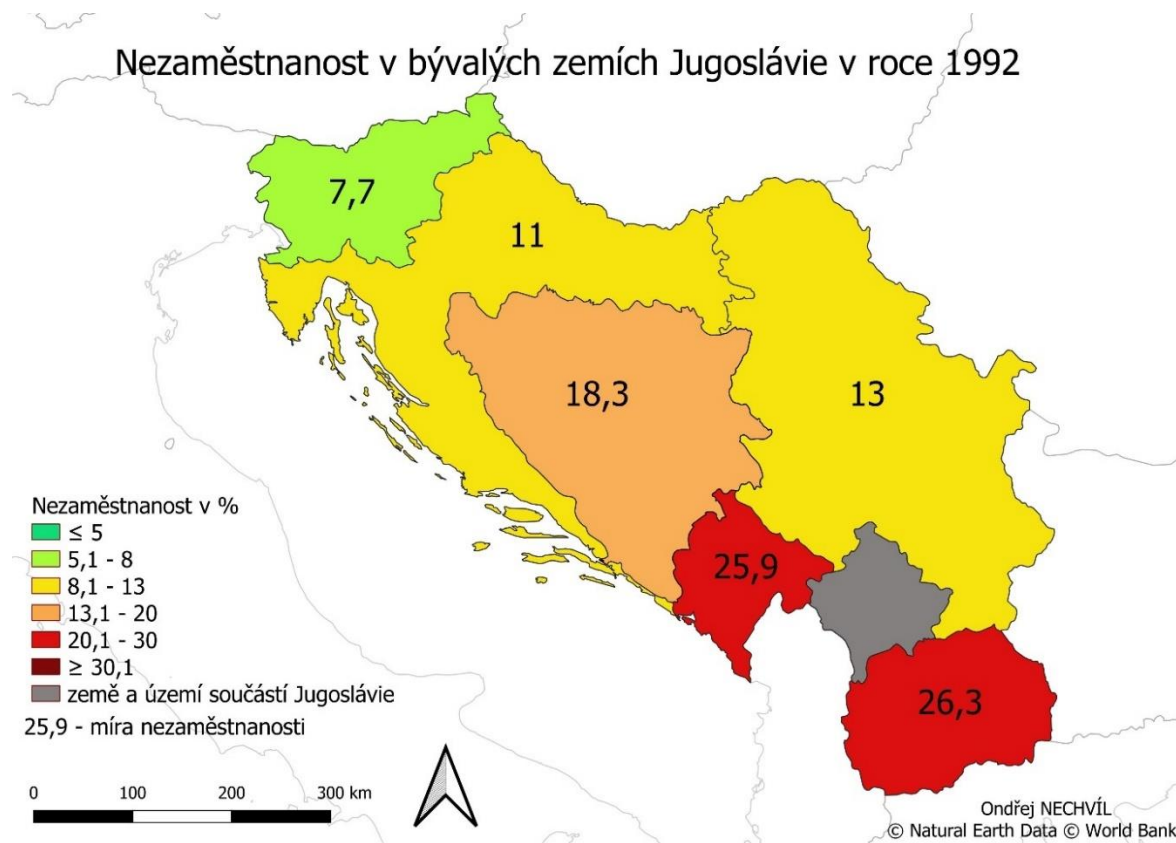 Nezaměstnanost v bývalých zemích Jugoslávie v roce 1992
7,7
11
18,3
13
25,9
26,3
Nezaměstnanost v %
≤ 5
5,1 - 8
8,1 - 13
13,1 - 20
20,1 - 30
≥ 30,1
země a území součástí Jugoslávie
25,9 - míra nezaměstnanosti
0 100 200 300 km
Ondřej NECHVÍL
© Natural Earth Data © World Bank